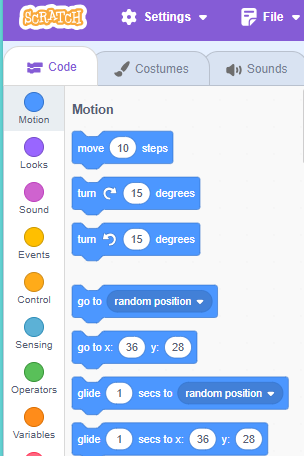 SCRATCH Settings File
Code Costumes Sounds
Motion
Looks
Sound
Events
Control
Sensing
Operators
Variables
Motion
move 10 steps
turn 15 degrees
turn 15 degrees
go to random position
go to x: 36 y: 28
glide 1 secs to random position
glide 1 secs to x: 36 y: 28